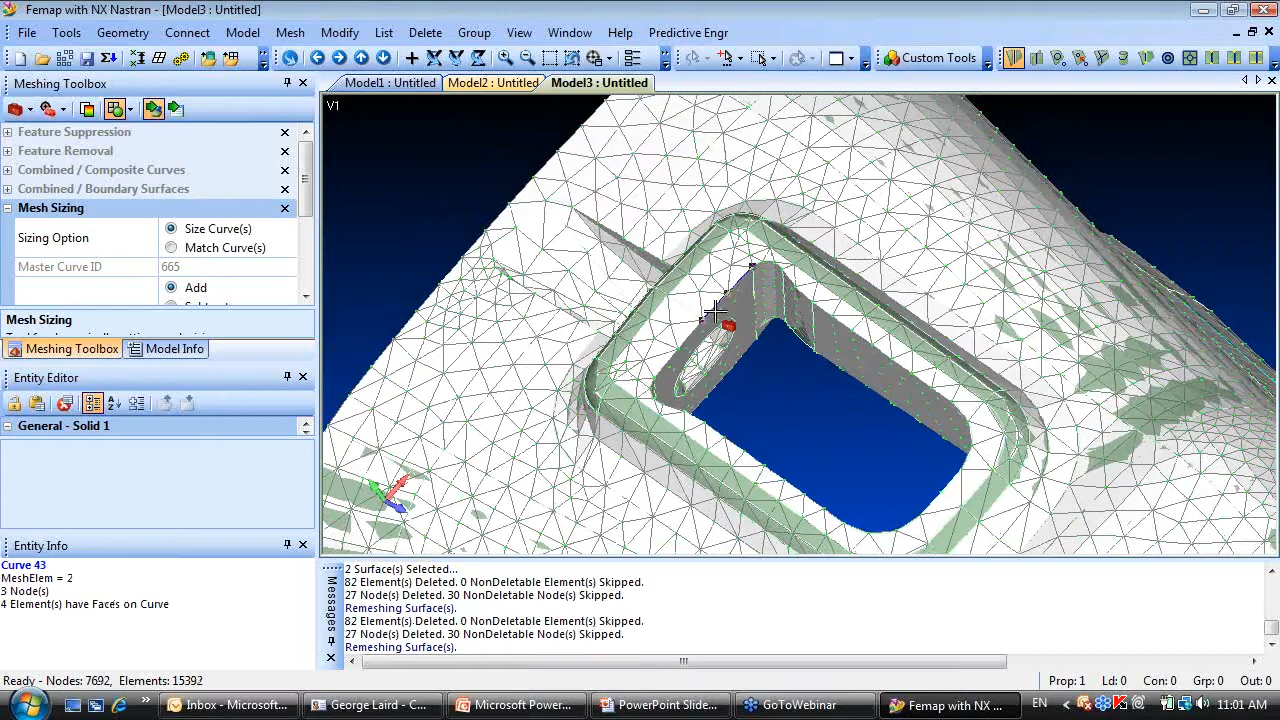 Femap with NX Nastran - [Model3 : Untitled]
File Tools Geometry Connect Model Mesh Modify List Delete Group View Window Help Predictive Engr
Custom Tools
Meshing Toolbox
Model1 : Untitled Model2 : Untitled Model3 : Untitled
V1
Feature Suppression
Feature Removal
Combined / Composite Curves
Combined / Boundary Surfaces
Mesh Sizing
Sizing Option
Size Curve(s)
Match Curve(s)
Master Curve ID 665
Add
Mesh Sizing
Meshing Toolbox Model Info
Entity Editor
General - Solid 1
Entity Info
Curve 43
MeshElem = 2
3 Node(s)
4 Element(s) have Faces on Curve
Messages
2 Surface(s) Selected...
82 Element(s) Deleted. 0 NonDeletable Element(s) Skipped.
27 Node(s) Deleted. 30 NonDeletable Node(s) Skipped.
Remeshing Surface(s).
82 Element(s) Deleted. 0 NonDeletable Element(s) Skipped.
27 Node(s) Deleted. 30 NonDeletable Node(s) Skipped.
Remeshing Surface(s).
Ready - Nodes: 7692, Elements: 15392
Prop: 1 Ld: 0 Con: 0 Grp: 0 Out: 0
Inbox - Microsoft... George Laird - C... Microsoft Power... PowerPoint Slide... GoToWebinar Femap with NX ... EN 11:01 AM